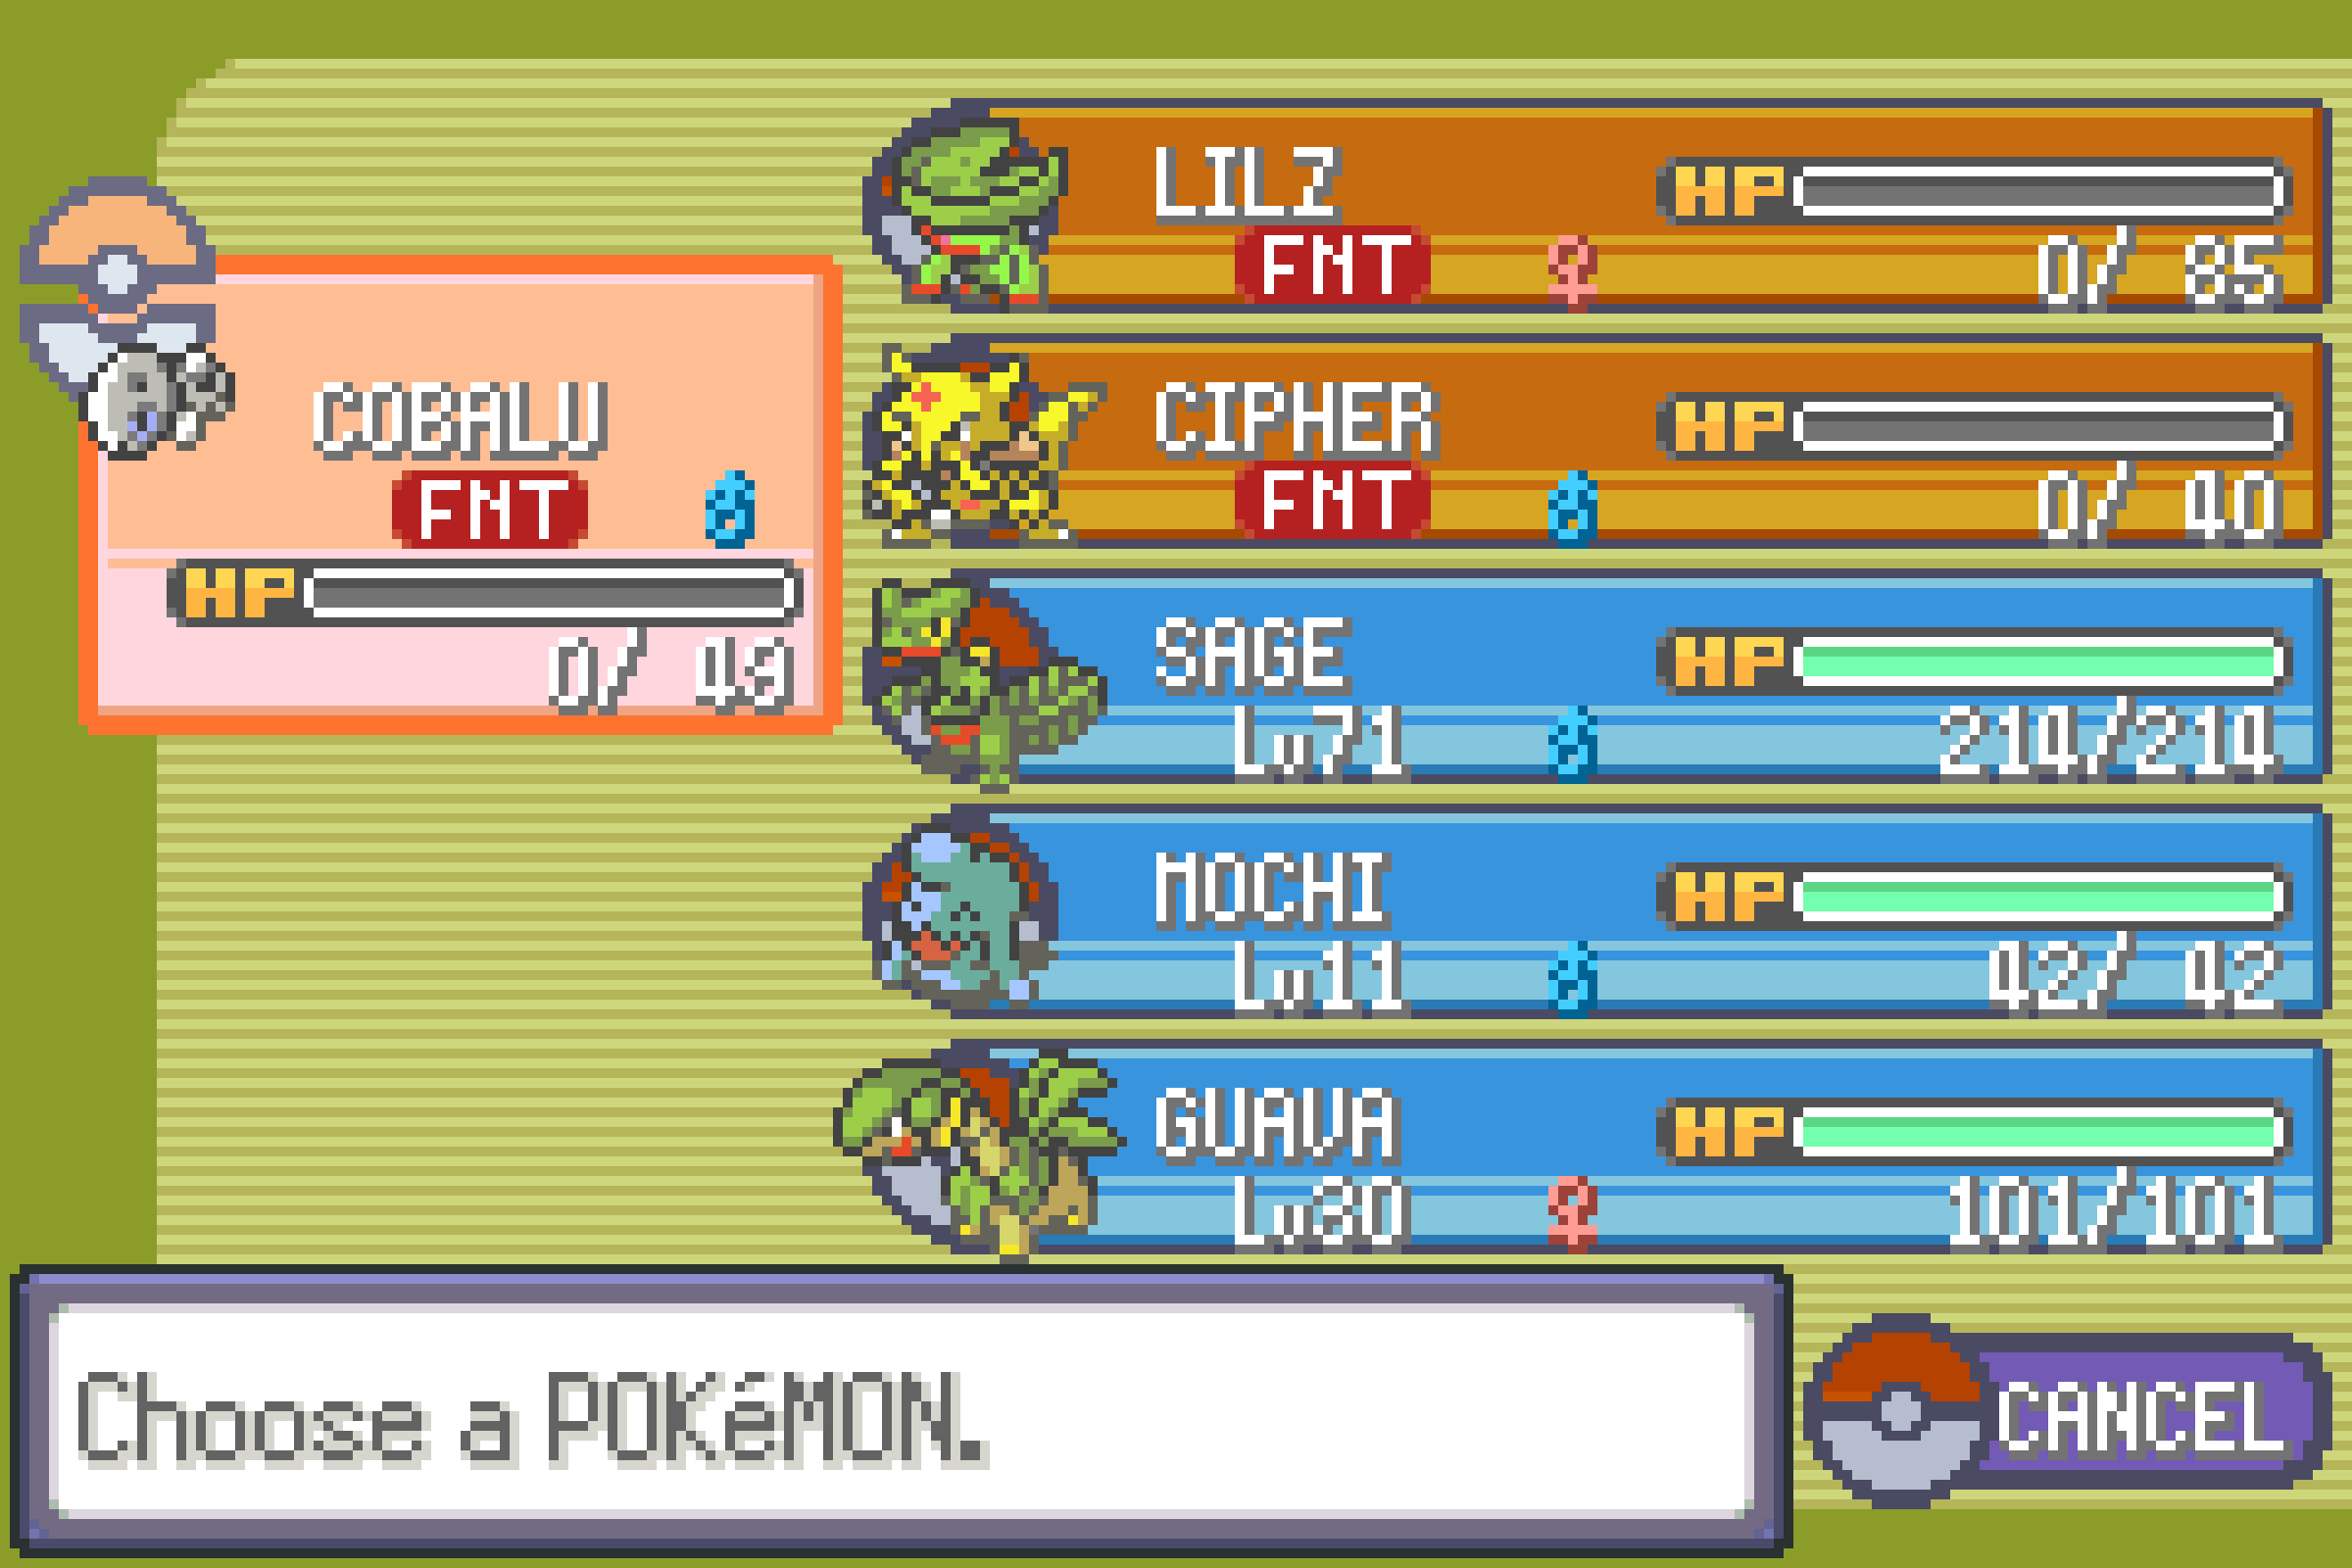 COBALU
FNT ♂
HP
0/ 49
LILZ
HP
FNT ♀ 0/ 85
CIPHER
HP
FNT ♂ 0/ 40
SAGE
HP
Lv71 ♂ 214/214
MOCHI
HP
Lv11 ♂ 42/ 42
GUAVA
HP
Lv30 ♀ 101/101
Choose a POKéMON.
CANCEL